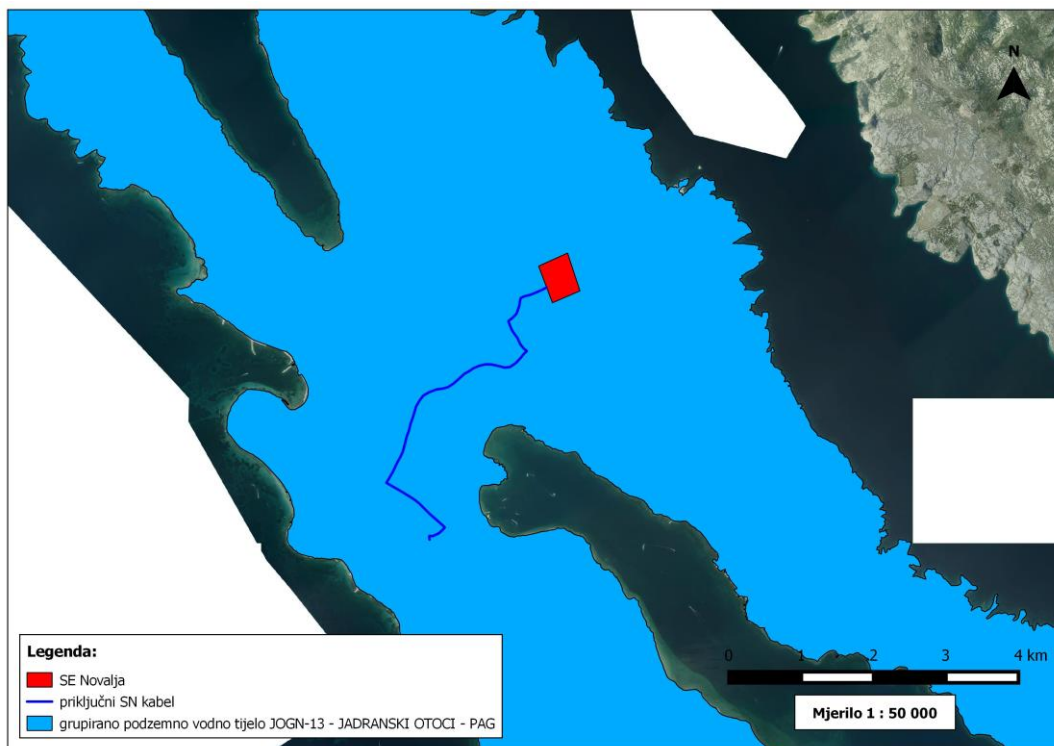 N
Legenda:
SE Novalja
priključni SN kabel
grupirano podzemno vodno tijelo JOGN-13 - JADRANSKI OTOCI - PAG
0 1 2 3 4 km
Mjerilo 1 : 50 000